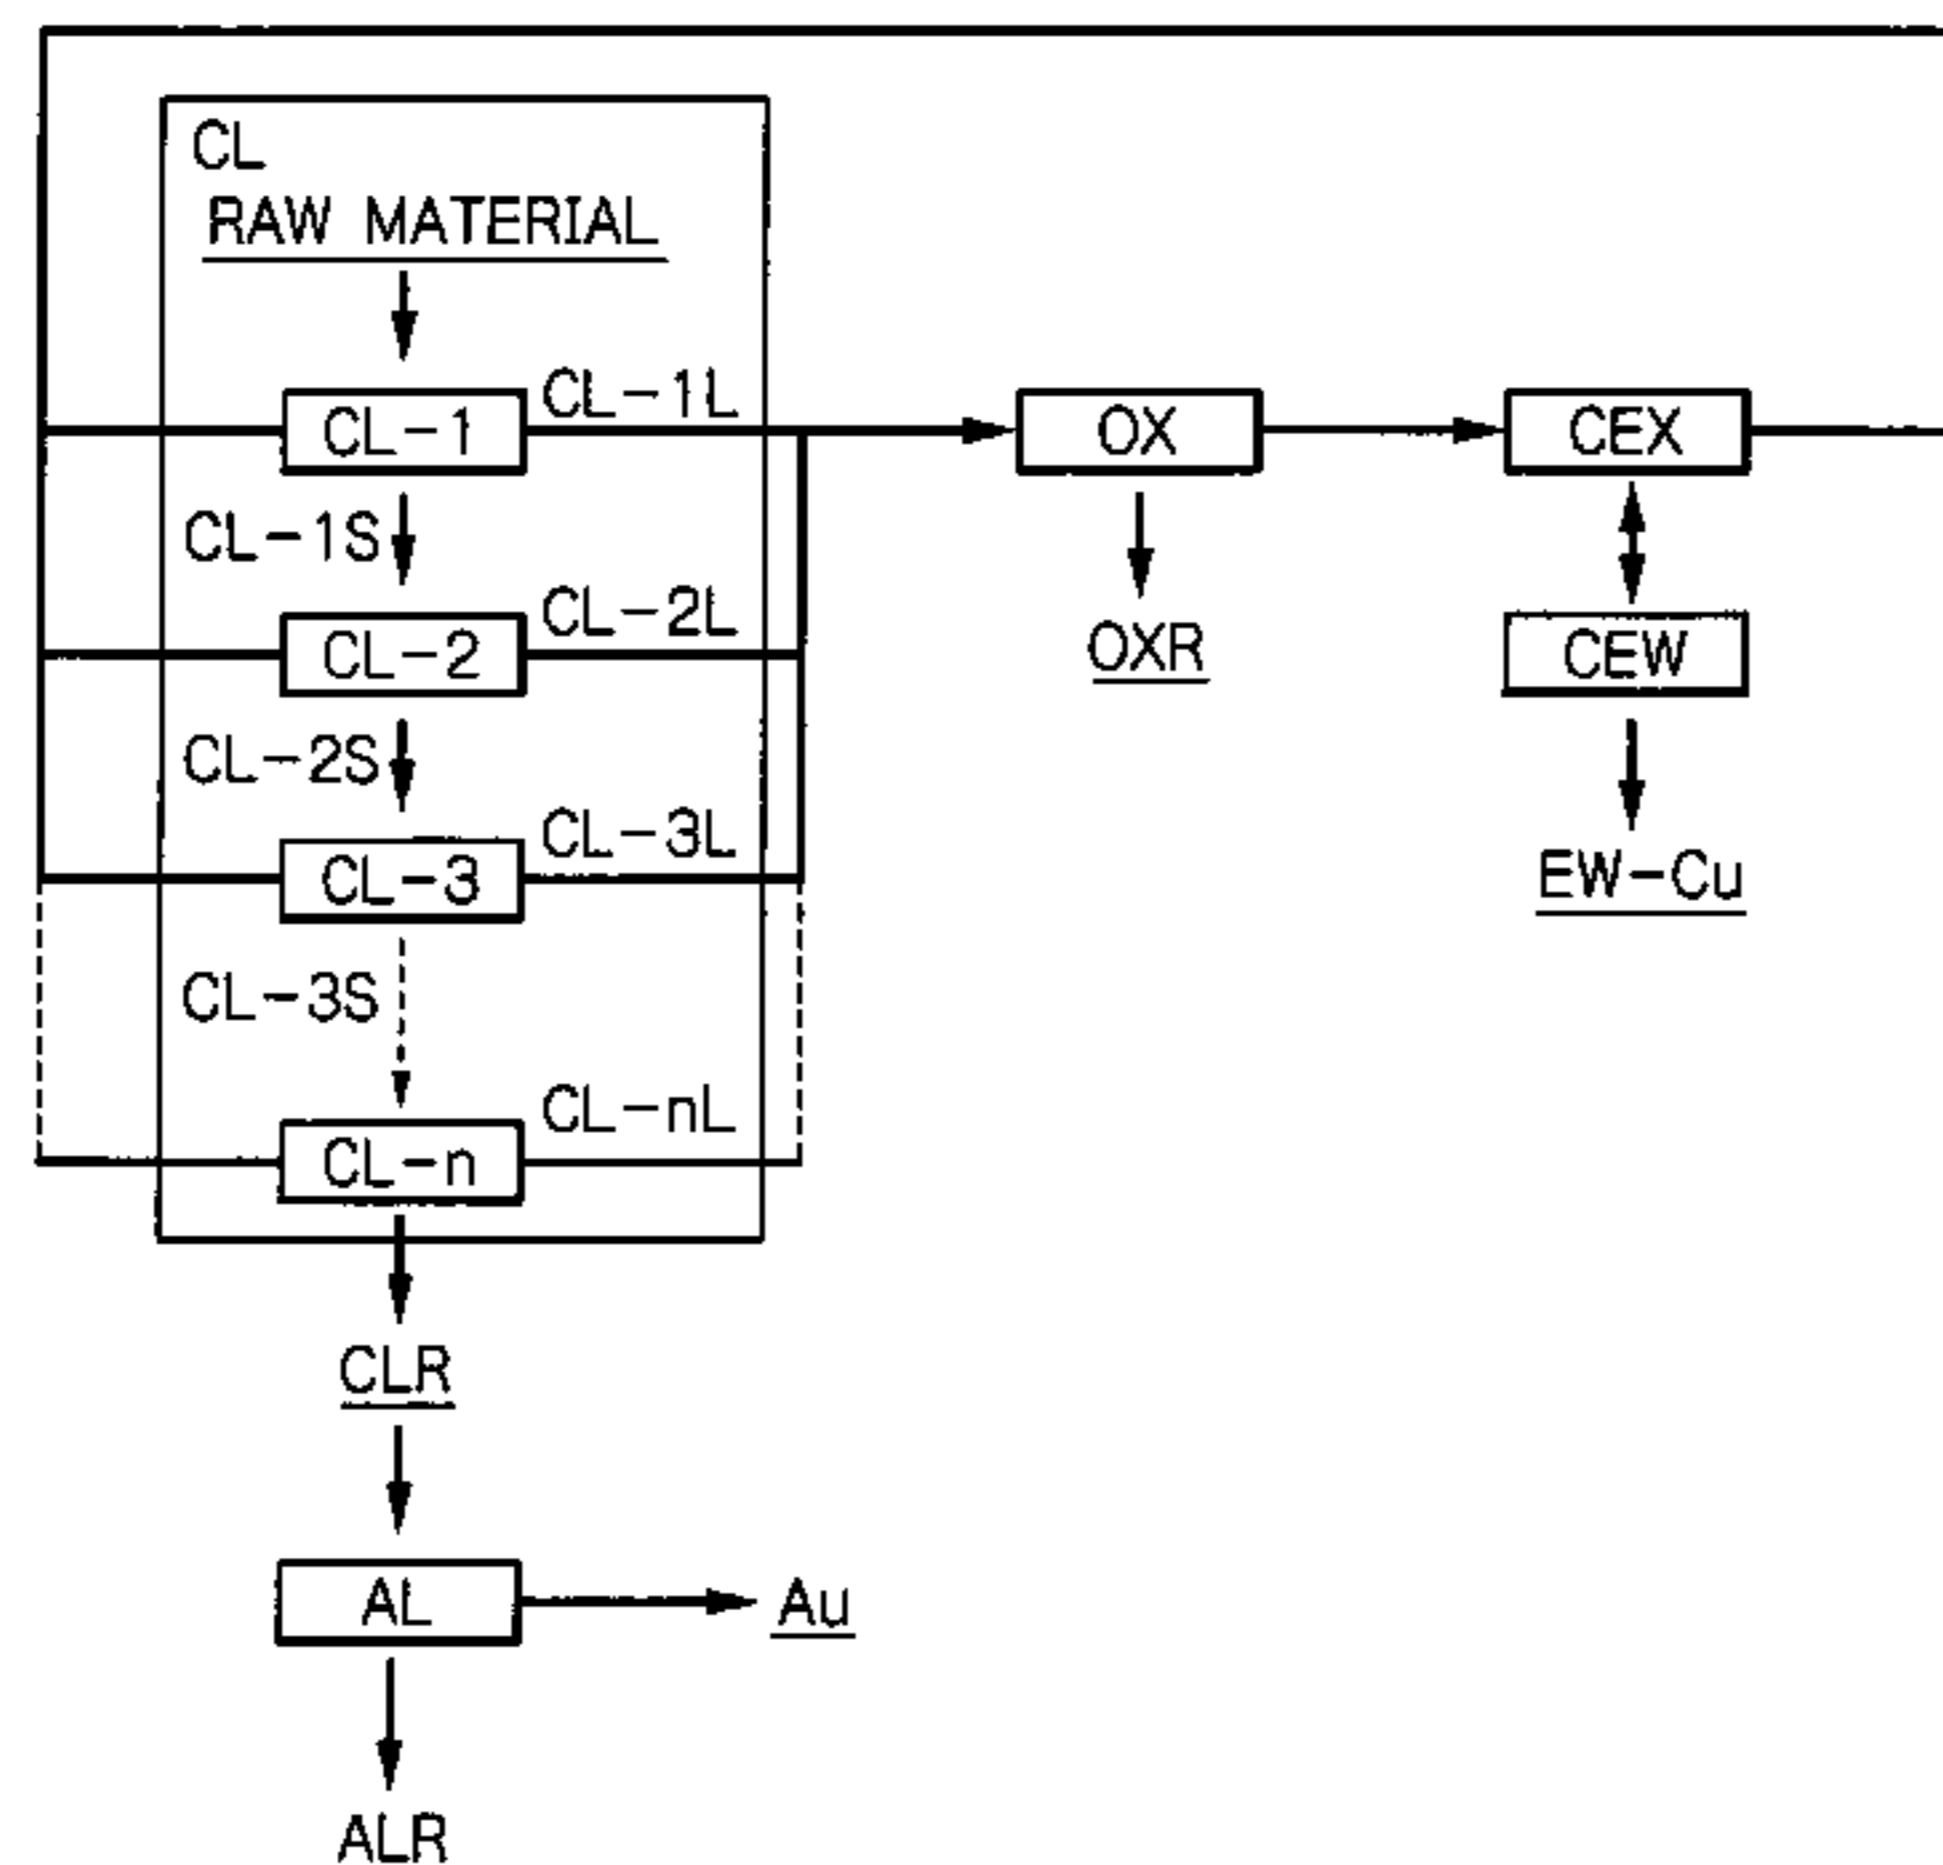 CL
RAW MATERIAL
CL-1
CL-1L
OX
CEX
CL-1S
CL-2
CL-2L
OXR
CEW
CL-2S
CL-3
CL-3L
EW-Cu
CL-3S
CL-n
CL-nL
CLR
AL
Au
ALR